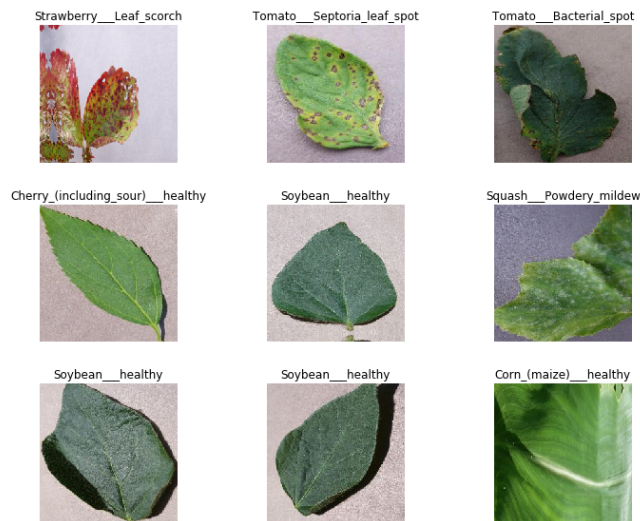 Strawberry___Leaf_scorch
Tomato___Septoria_leaf_spot
Tomato___Bacterial_spot
Cherry_(including_sour)___healthy
Soybean___healthy
Squash___Powdery_mildew
Soybean___healthy
Soybean___healthy
Corn_(maize)___healthy